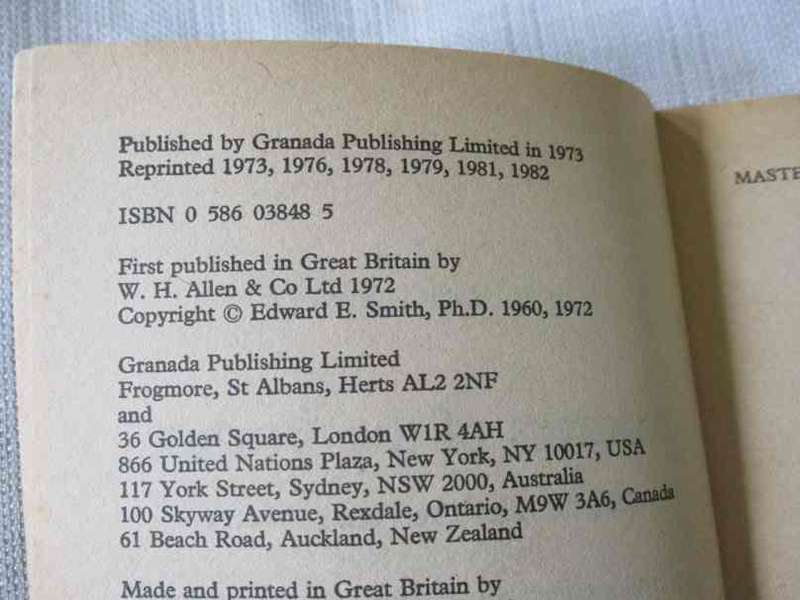 Published by Granada Publishing Limited in 1973
Reprinted 1973, 1976, 1978, 1979, 1981, 1982
ISBN 0 586 03848 5
First published in Great Britain by
W. H. Allen & Co Ltd 1972
Copyright © Edward E. Smith, Ph.D. 1960, 1972
Granada Publishing Limited
Frogmore, St Albans, Herts AL2 2NF
and
36 Golden Square, London W1R 4AH
866 United Nations Plaza, New York, NY 10017, USA
117 York Street, Sydney, NSW 2000, Australia
100 Skyway Avenue, Rexdale, Ontario, M9W 3A6, Canada
61 Beach Road, Auckland, New Zealand
Made and printed in Great Britain by
MASTE